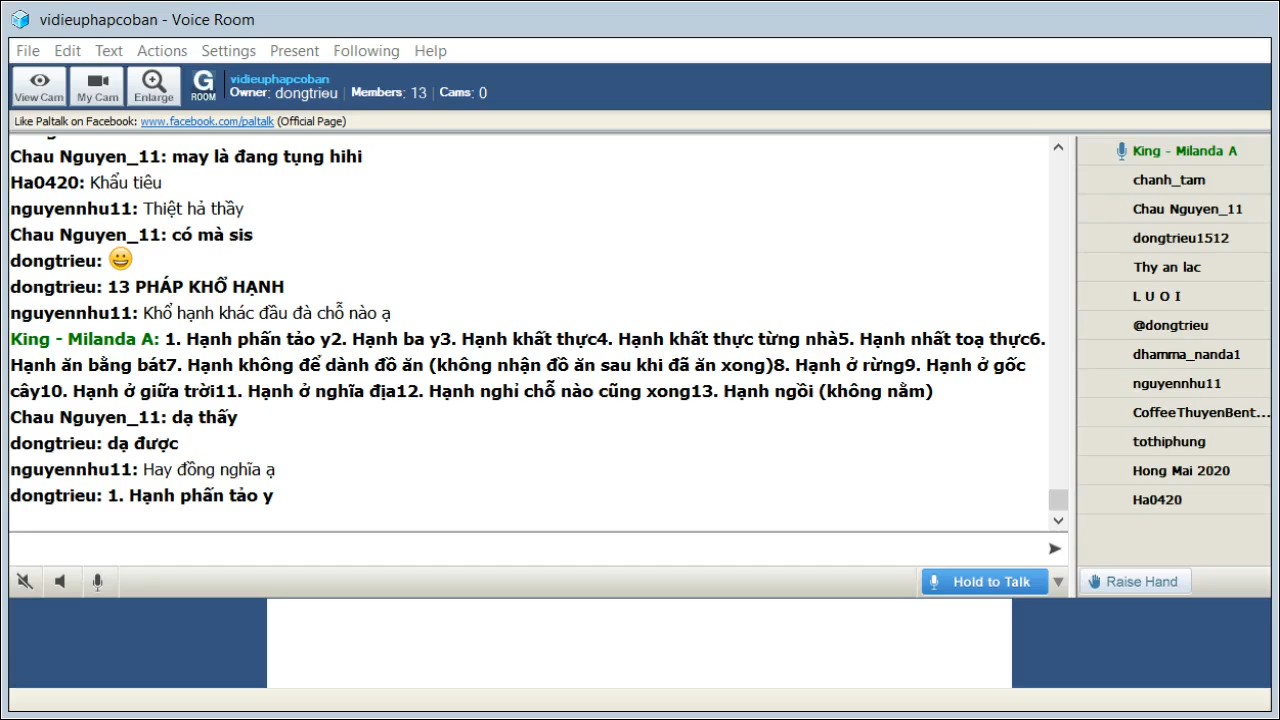 vidieuphapcoban - Voice Room
File Edit Text Actions Settings Present Following Help
View Cam My Cam Enlarge G ROOM
vidieuphapcoban
Owner: dongtrieu | Members: 13 | Cams: 0
Like Paltalk on Facebook: www.facebook.com/paltalk (Official Page)
Chau Nguyen_11: may là đang tụng hihi
Ha0420: Khẩu tiêu
nguyennhu11: Thiệt hả thầy
Chau Nguyen_11: có mà sis
dongtrieu: 😀
dongtrieu: 13 PHÁP KHỔ HẠNH
nguyennhu11: Khổ hạnh khác đầu đà chỗ nào ạ
King - Milanda A: 1. Hạnh phấn tảo y2. Hạnh ba y3. Hạnh khất thực4. Hạnh khất thực từng nhà5. Hạnh nhất toạ thực6.
Hạnh ăn bằng bát7. Hạnh không để dành đồ ăn (không nhận đồ ăn sau khi đã ăn xong)8. Hạnh ở rừng9. Hạnh ở gốc
cây10. Hạnh ở giữa trời11. Hạnh ở nghĩa địa12. Hạnh nghỉ chỗ nào cũng xong13. Hạnh ngồi (không nằm)
Chau Nguyen_11: dạ thấy
dongtrieu: dạ được
nguyennhu11: Hay đồng nghĩa ạ
dongtrieu: 1. Hạnh phấn tảo y
King - Milanda A
chanh_tam
Chau Nguyen_11
dongtrieu1512
Thy an lac
L U O I
@dongtrieu
dhamma_nanda1
nguyennhu11
CoffeeThuyenBent...
tothiphung
Hong Mai 2020
Ha0420
Hold to Talk
Raise Hand